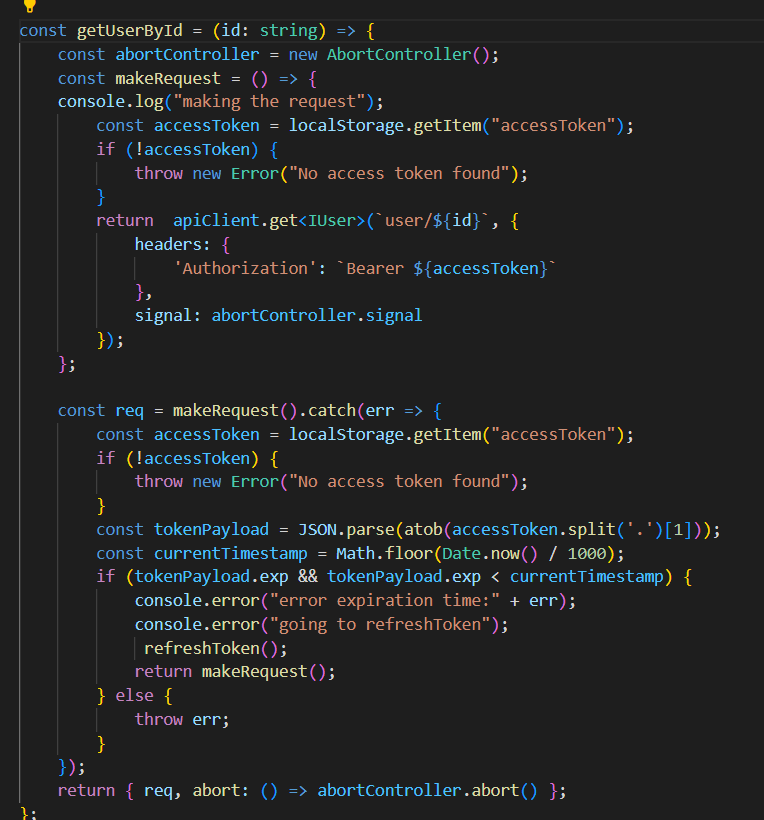 const getUserById = (id: string) => {
    const abortController = new AbortController();
    const makeRequest = () => {
    console.log("making the request");
        const accessToken = localStorage.getItem("accessToken");
        if (!accessToken) {
            throw new Error("No access token found");
        }
        return  apiClient.get<IUser>(`user/${id}`, {
            headers: {
                'Authorization': `Bearer ${accessToken}`
            },
            signal: abortController.signal
        });
    };

    const req = makeRequest().catch(err => {
        const accessToken = localStorage.getItem("accessToken");
        if (!accessToken) {
            throw new Error("No access token found");
        }
        const tokenPayload = JSON.parse(atob(accessToken.split('.')[1]));
        const currentTimestamp = Math.floor(Date.now() / 1000);
        if (tokenPayload.exp && tokenPayload.exp < currentTimestamp) {
            console.error("error expiration time:" + err);
            console.error("going to refreshToken");
             refreshToken();
            return makeRequest();
        } else {
            throw err;
        }
    });
    return { req, abort: () => abortController.abort() };
};